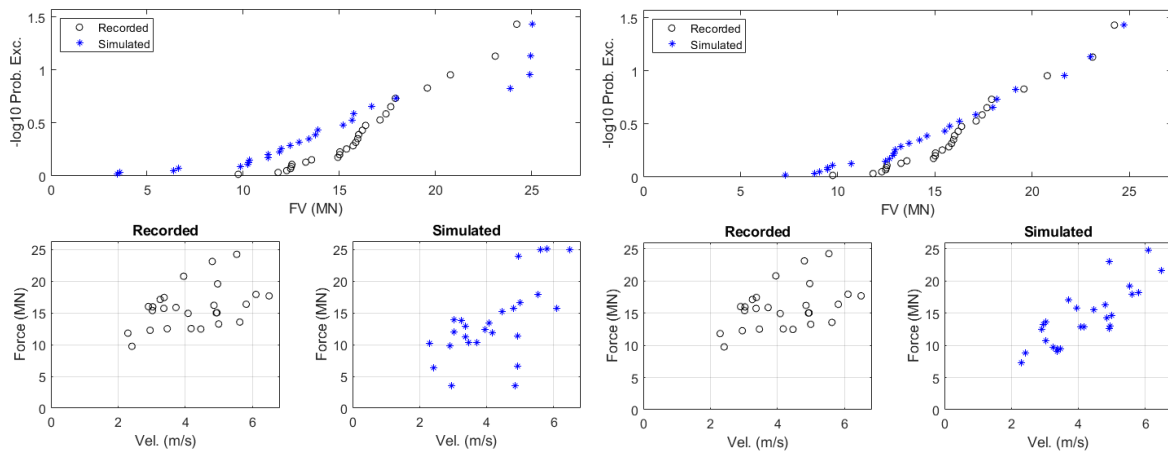 1.5
1
0.5
0
-log10 Prob. Exc.
Recorded
Simulated
0 5 10 15 20 25
FV (MN)
1.5
1
0.5
0
-log10 Prob. Exc.
Recorded
Simulated
0 5 10 15 20 25
FV (MN)
Recorded
25
20
15
10
5
0
Force (MN)
0 2 4 6
Vel. (m/s)
Simulated
25
20
15
10
5
0
Force (MN)
0 2 4 6
Vel. (m/s)
Recorded
25
20
15
10
5
0
Force (MN)
0 2 4 6
Vel. (m/s)
Simulated
25
20
15
10
5
0
Force (MN)
0 2 4 6
Vel. (m/s)